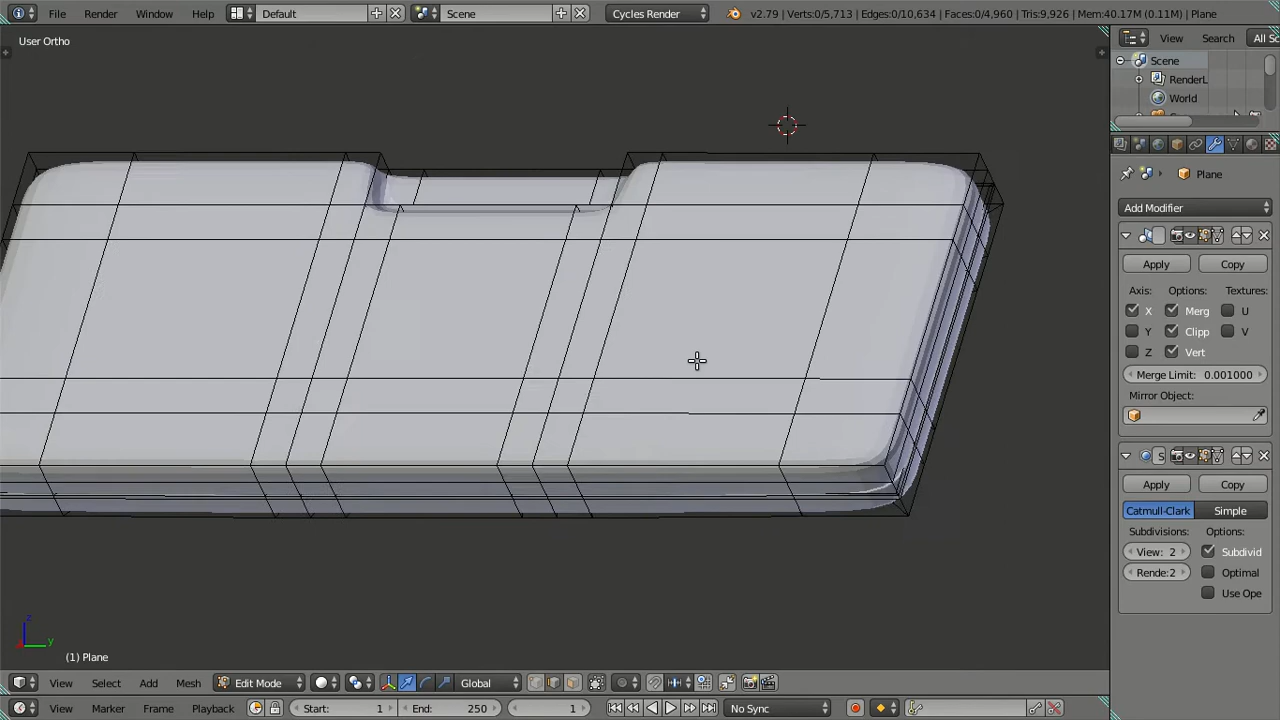 File Render Window Help Default Scene Cycles Render v2.79 | Verts:0/5,713 | Edges:0/10,634 | Faces:0/4,960 | Tris:9,926 | Mem:40.17M (0.11M) | Plane
User Ortho
View Search All Sc
Scene
RenderL
World
Plane
Add Modifier
Apply Copy
Axis: Options: Textures:
X Merg U
Y Clipp V
Z Vert
Merge Limit: 0.001000
Mirror Object:
S
Apply Copy
Catmull-Clark Simple
Subdivisions: Options:
View: 2 Subdivid
Rende:2 Optimal
Use Ope
z
y
(1) Plane
View Select Add Mesh Edit Mode Global
View Marker Frame Playback Start: 1 End: 250 1 No Sync